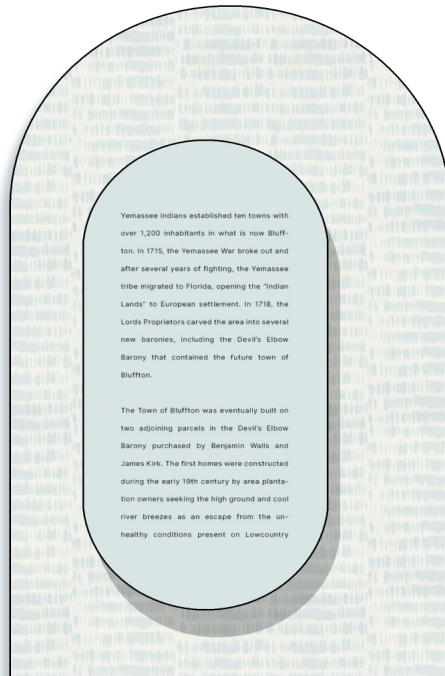 Yemassee Indians established ten towns with
over 1,200 inhabitants in what is now Bluff-
ton. In 1715, the Yemassee War broke out and
after several years of fighting, the Yemassee
tribe migrated to Florida, opening the "Indian
Lands" to European settlement. In 1718, the
Lords Proprietors carved the area into several
new baronies, including the Devil's Elbow
Barony that contained the future town of
Bluffton.
The Town of Bluffton was eventually built on
two adjoining parcels in the Devil's Elbow
Barony purchased by Benjamin Walls and
James Kirk. The first homes were constructed
during the early 19th century by area planta-
tion owners seeking the high ground and cool
river breezes as an escape from the un-
healthy conditions present on Lowcountry